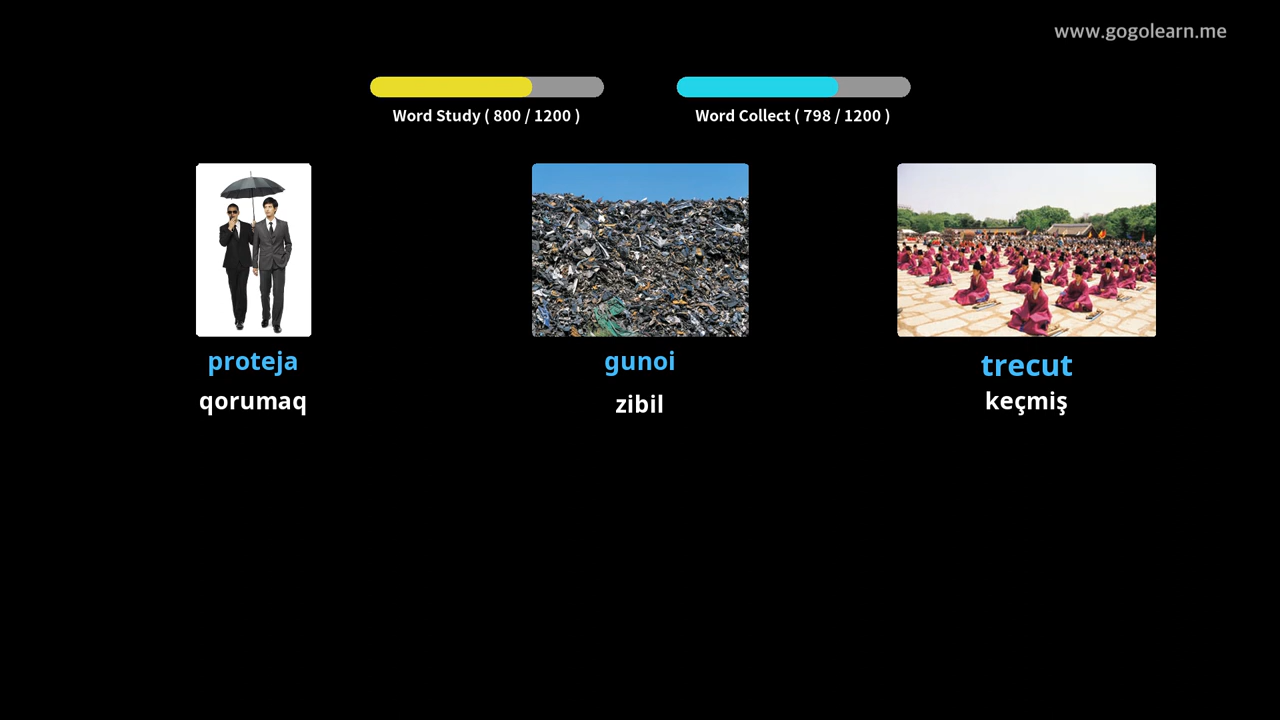 www.gogolearn.me
Word Study ( 800 / 1200 )
Word Collect ( 798 / 1200 )
proteja
gunoi
trecut
qorumaq
zibil
keçmiş